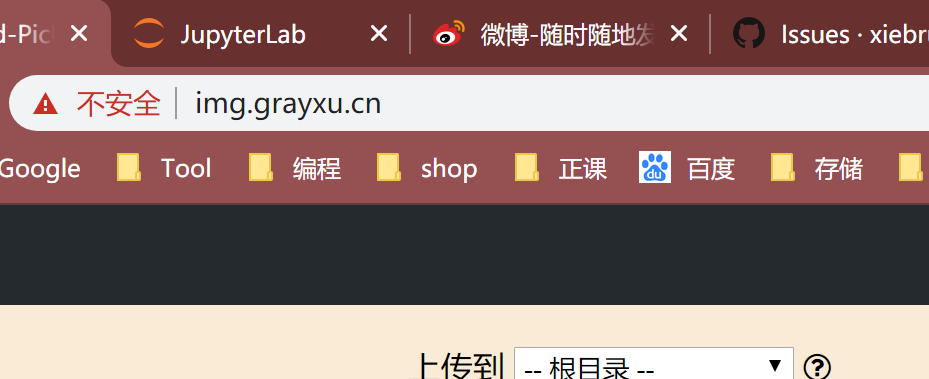 JupyterLab 微博-随时随地发 Issues · xiebru
不安全 img.grayxu.cn
Google Tool 编程 shop 正课 du 百度 存储
上传到 -- 根目录 --